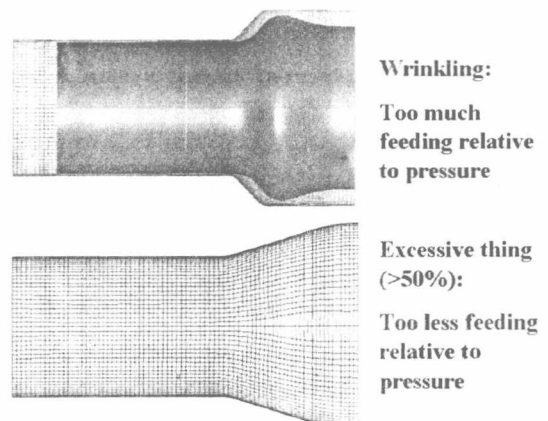 Wrinkling:
Too much
feeding relative
to pressure
Excessive thing
(>50%):
Too less feeding
relative to
pressure